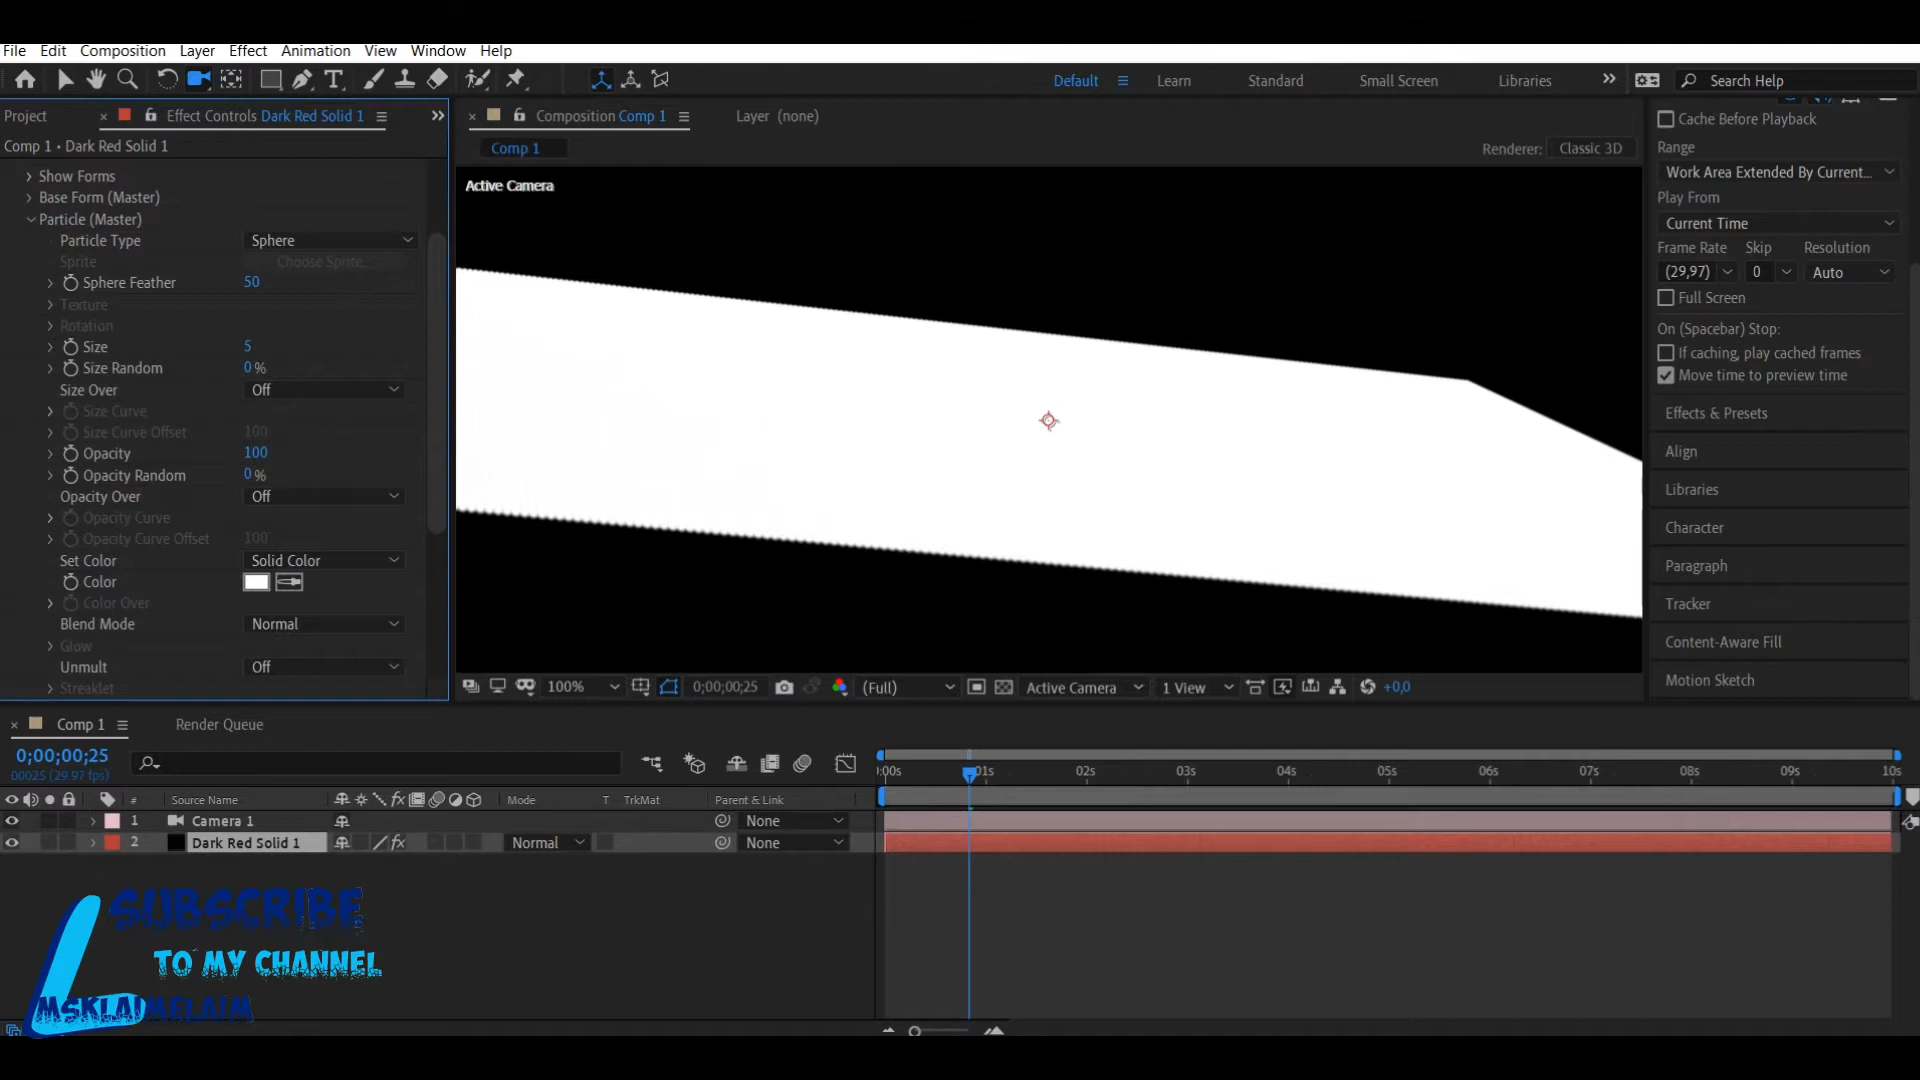 File Edit Composition Layer Effect Animation View Window Help
Default Learn Standard Small Screen Libraries Search Help
Project Effect Controls Dark Red Solid 1
Comp 1 • Dark Red Solid 1
Show Forms
Base Form (Master)
Particle (Master)
Particle Type Sphere
Sprite Choose Sprite...
Sphere Feather 50
Texture
Rotation
Size 5
Size Random 0 %
Size Over Off
Size Curve
Size Curve Offset 100
Opacity 100
Opacity Random 0 %
Opacity Over Off
Opacity Curve
Opacity Curve Offset 100
Set Color Solid Color
Color
Color Over
Blend Mode Normal
Glow
Unmult Off
Streaklet
Composition Comp 1 Layer (none)
Comp 1 Renderer: Classic 3D
Active Camera
100% 0;00;00;25 (Full) Active Camera 1 View +0,0
Cache Before Playback
Range
Work Area Extended By Current...
Play From
Current Time
Frame Rate Skip Resolution
(29,97) 0 Auto
Full Screen
On (Spacebar) Stop:
If caching, play cached frames
Move time to preview time
Effects & Presets
Align
Libraries
Character
Paragraph
Tracker
Content-Aware Fill
Motion Sketch
Comp 1 Render Queue
0;00;00;25
00025 (29.97 fps)
:00s 01s 02s 03s 04s 05s 06s 07s 08s 09s 10s
# Source Name Mode T TrkMat Parent & Link
1 Camera 1 None
2 Dark Red Solid 1 Normal None
SUBSCRIBE
TO MY CHANNEL
MSKLAIMELAIM